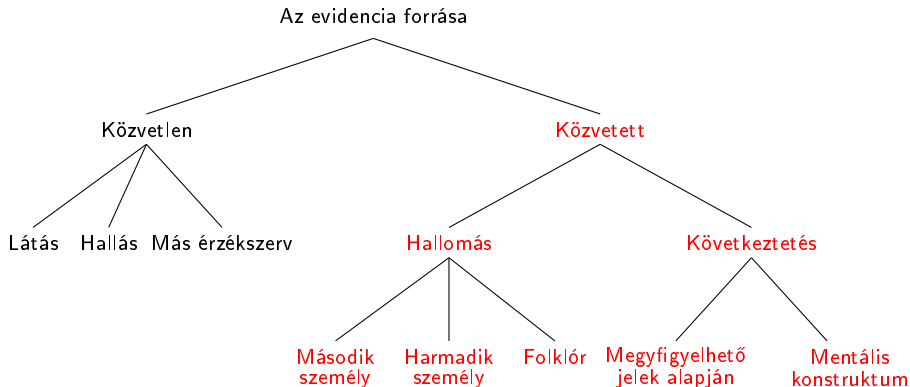 Az evidencia forrása
Közvetlen
Közvetett
Látás
Hallás
Más érzékszerv
Hallomás
Következtetés
Második
személy
Harmadik
személy
Folklór
Megyfigyelhető
jelek alapján
Mentális
konstruktum